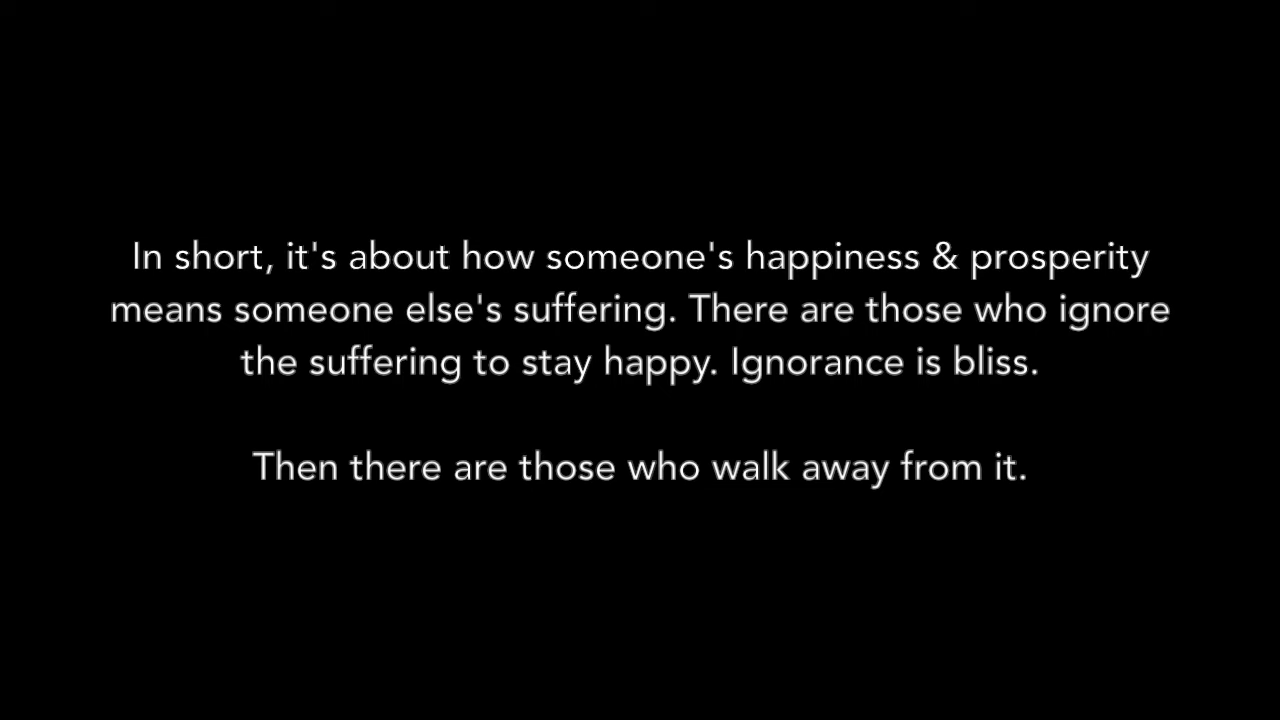 In short, it's about how someone's happiness & prosperity
means someone else's suffering. There are those who ignore
the suffering to stay happy. Ignorance is bliss.
Then there are those who walk away from it.